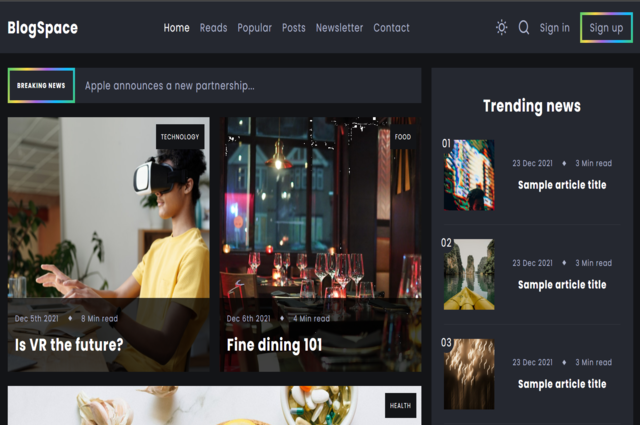 BlogSpace
Home Reads Popular Posts Newsletter Contact
Sign in Sign up
BREAKING NEWS
Apple announces a new partnership...
TECHNOLOGY
Dec 5th 2021 ♦ 8 Min read
Is VR the future?
FOOD
Dec 6th 2021 ♦ 4 Min read
Fine dining 101
HEALTH
Trending news
01
23 Dec 2021 ♦ 3 Min read
Sample article title
02
23 Dec 2021 ♦ 3 Min read
Sample article title
03
23 Dec 2021 ♦ 3 Min read
Sample article title